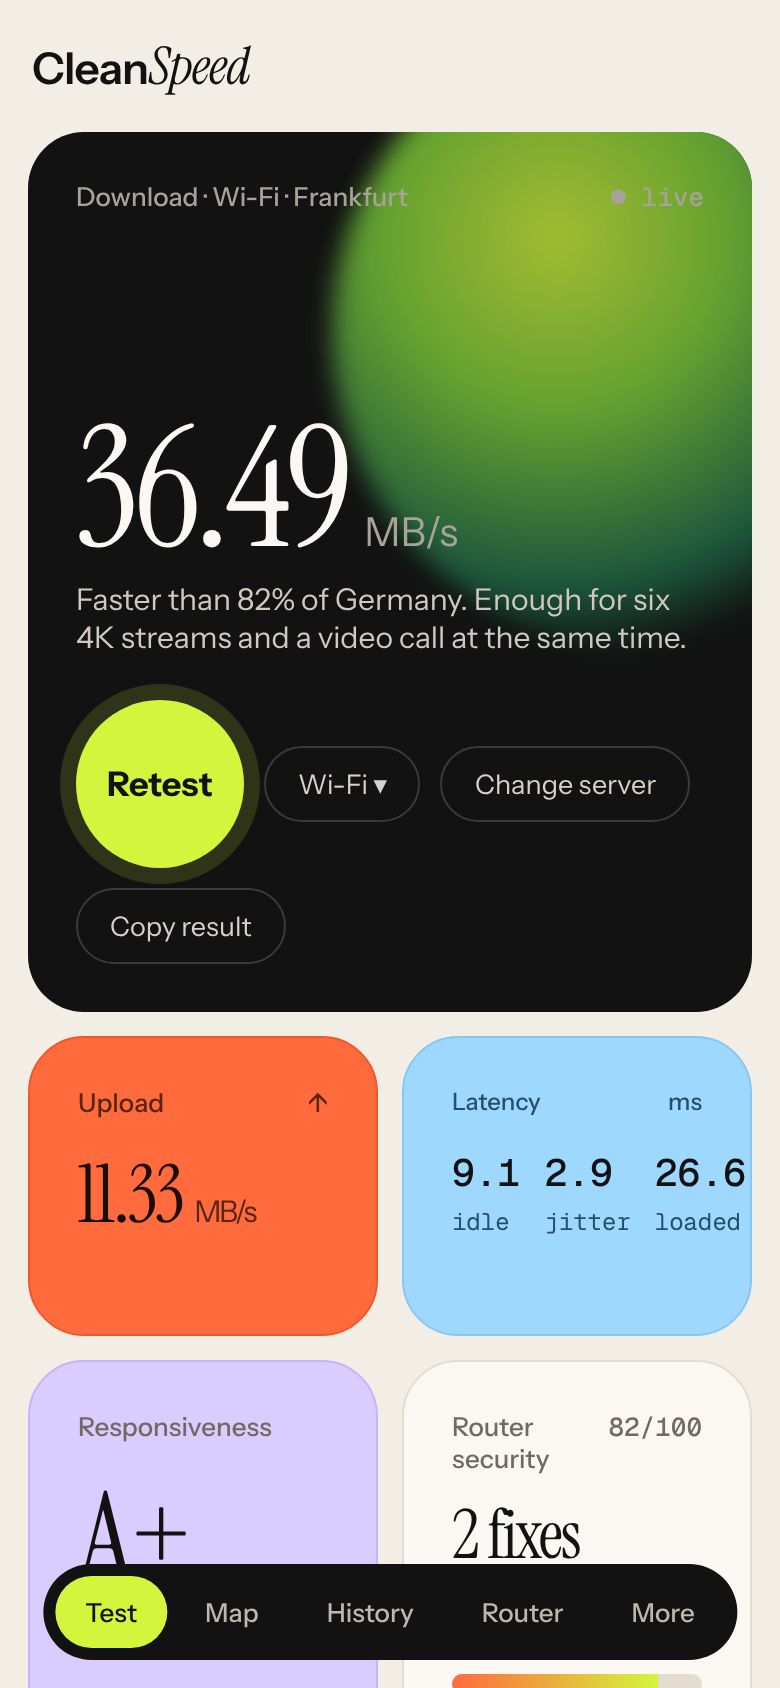 CleanSpeed
Download · Wi-Fi · Frankfurt
live
36.49 MB/s
Faster than 82% of Germany. Enough for six
4K streams and a video call at the same time.
Retest
Wi-Fi ▾
Change server
Copy result
Upload ↑
11.33 MB/s
Latency ms
9.1 2.9 26.6
idle jitter loaded
Responsiveness
A+
Router security
82/100
2 fixes
Test Map History Router More